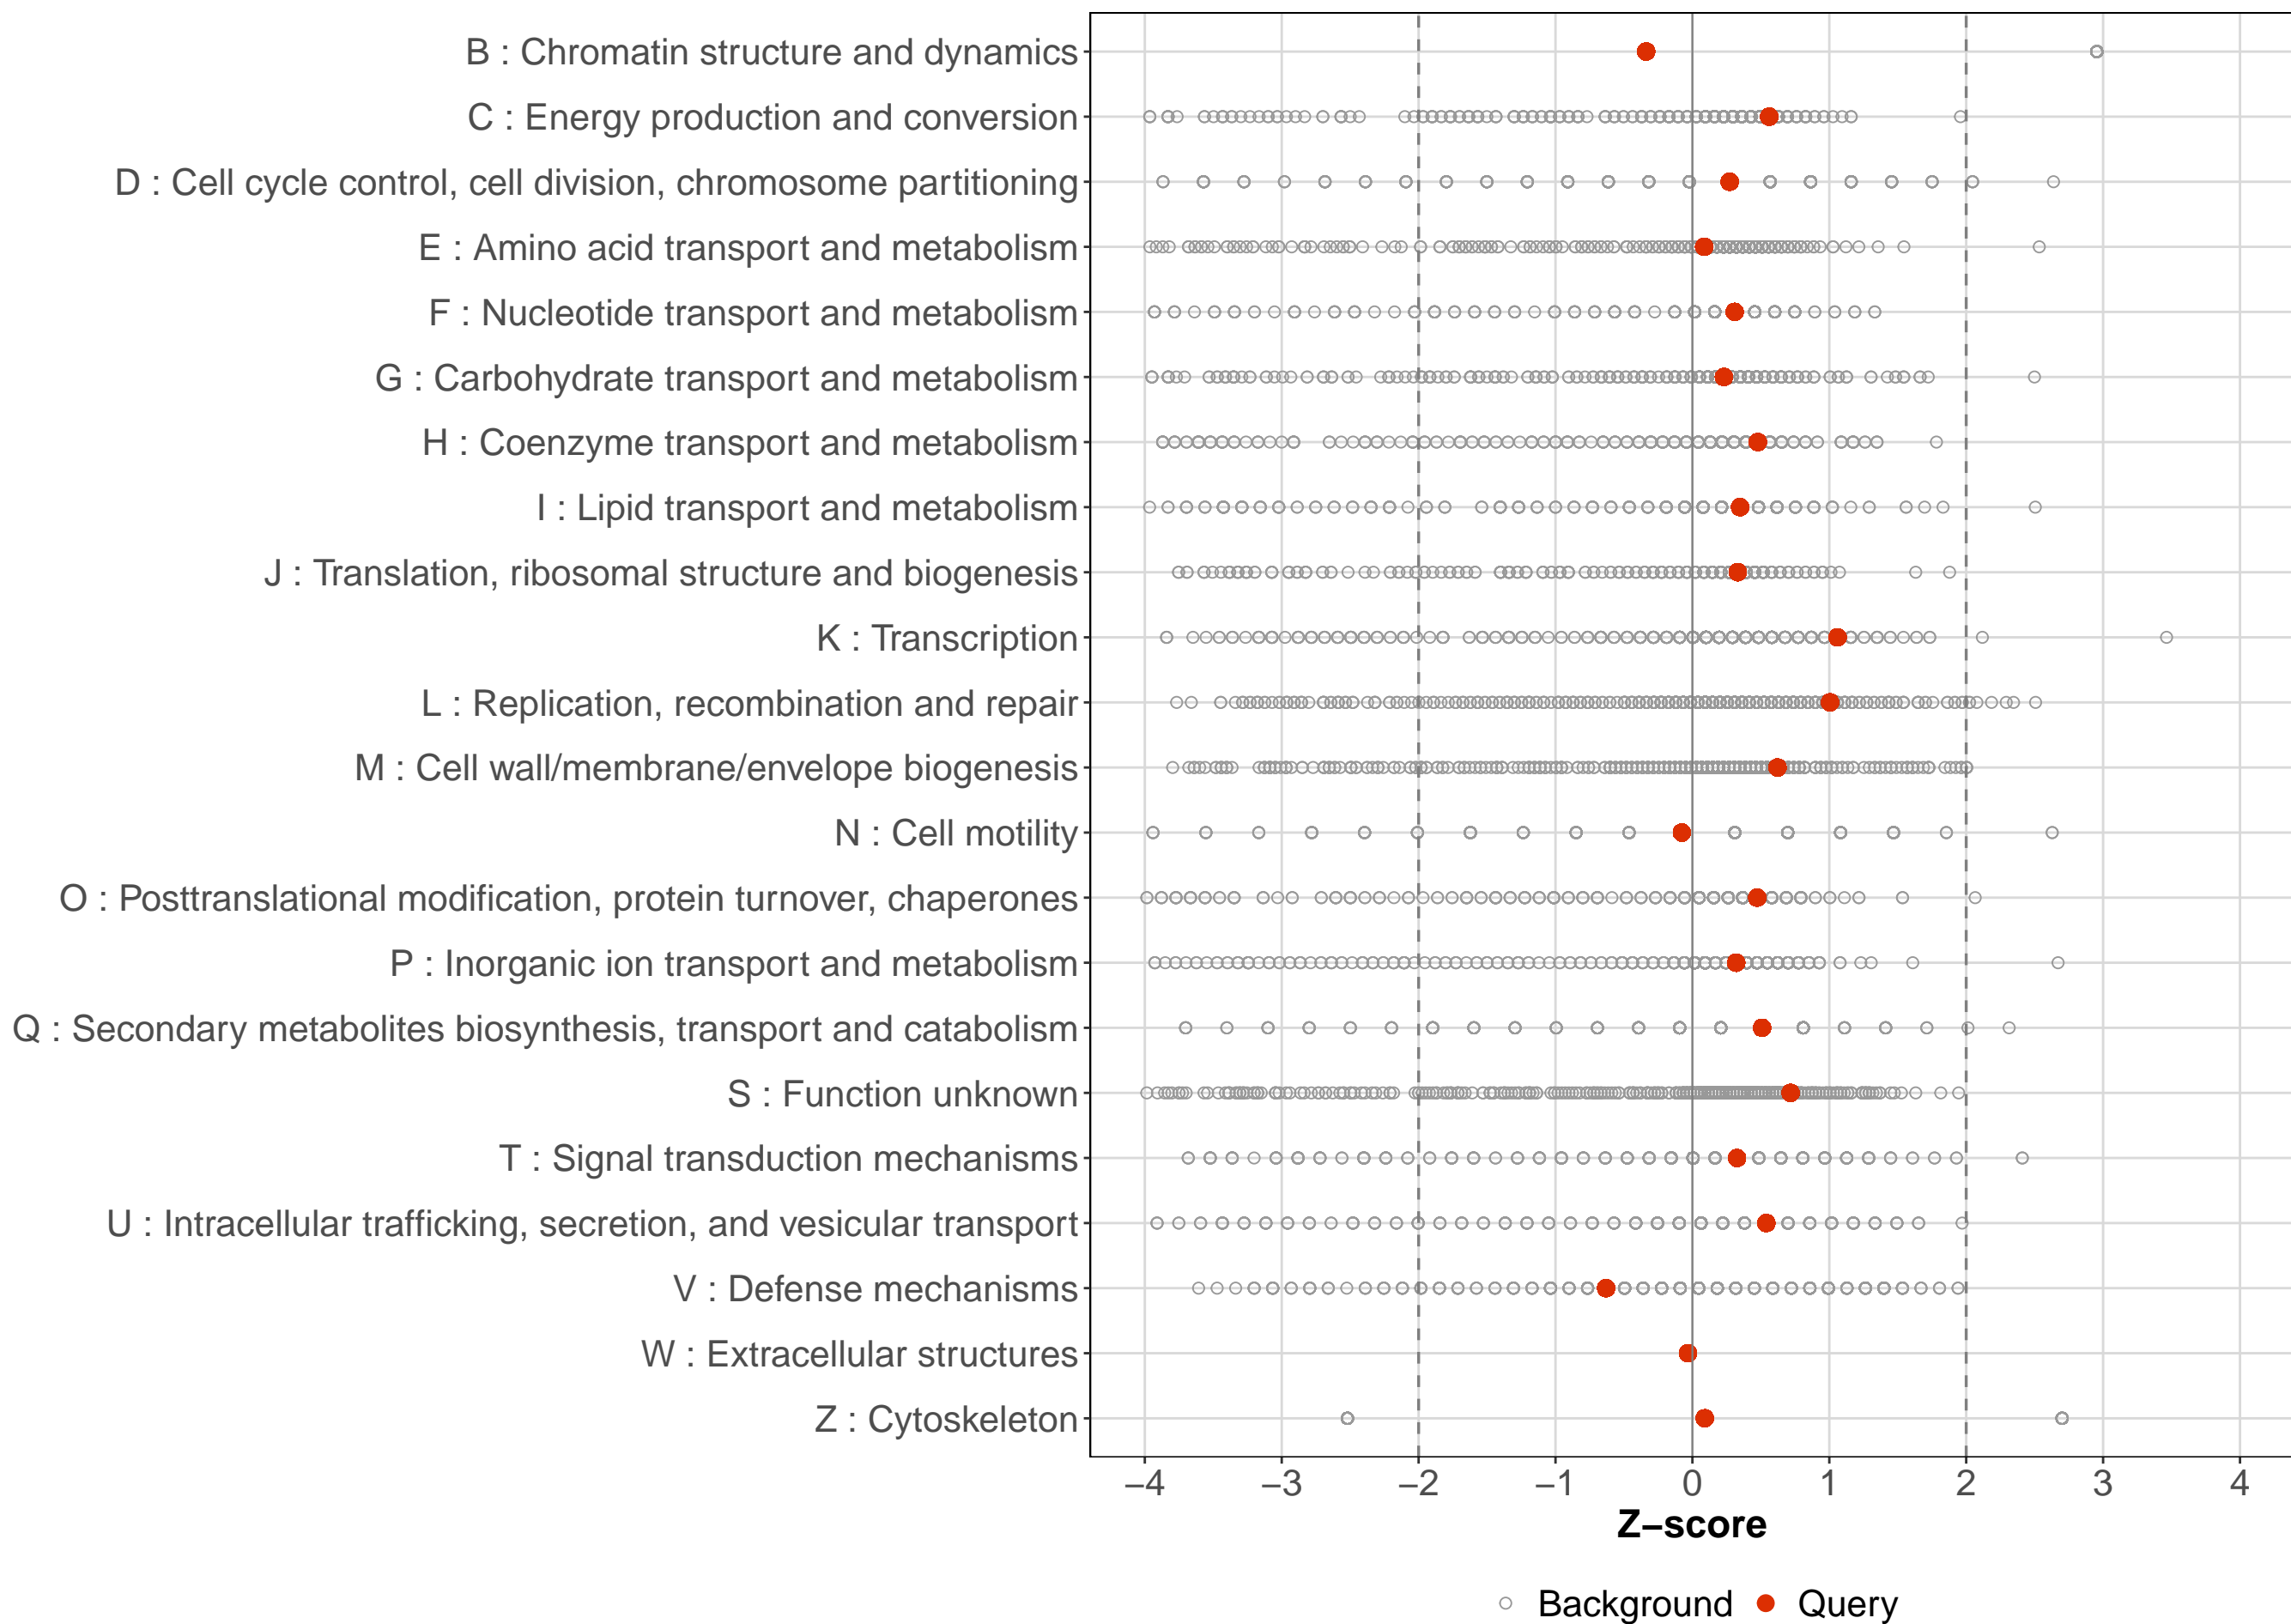 B : Chromatin structure and dynamics
C : Energy production and conversion
D : Cell cycle control, cell division, chromosome partitioning
E : Amino acid transport and metabolism
F : Nucleotide transport and metabolism
G : Carbohydrate transport and metabolism
H : Coenzyme transport and metabolism
I : Lipid transport and metabolism
J : Translation, ribosomal structure and biogenesis
K : Transcription
L : Replication, recombination and repair
M : Cell wall/membrane/envelope biogenesis
N : Cell motility
O : Posttranslational modification, protein turnover, chaperones
P : Inorganic ion transport and metabolism
Q : Secondary metabolites biosynthesis, transport and catabolism
S : Function unknown
T : Signal transduction mechanisms
U : Intracellular trafficking, secretion, and vesicular transport
V : Defense mechanisms
W : Extracellular structures
Z : Cytoskeleton
−4 −3 −2 −1 0 1 2 3 4
Z−score
Background Query